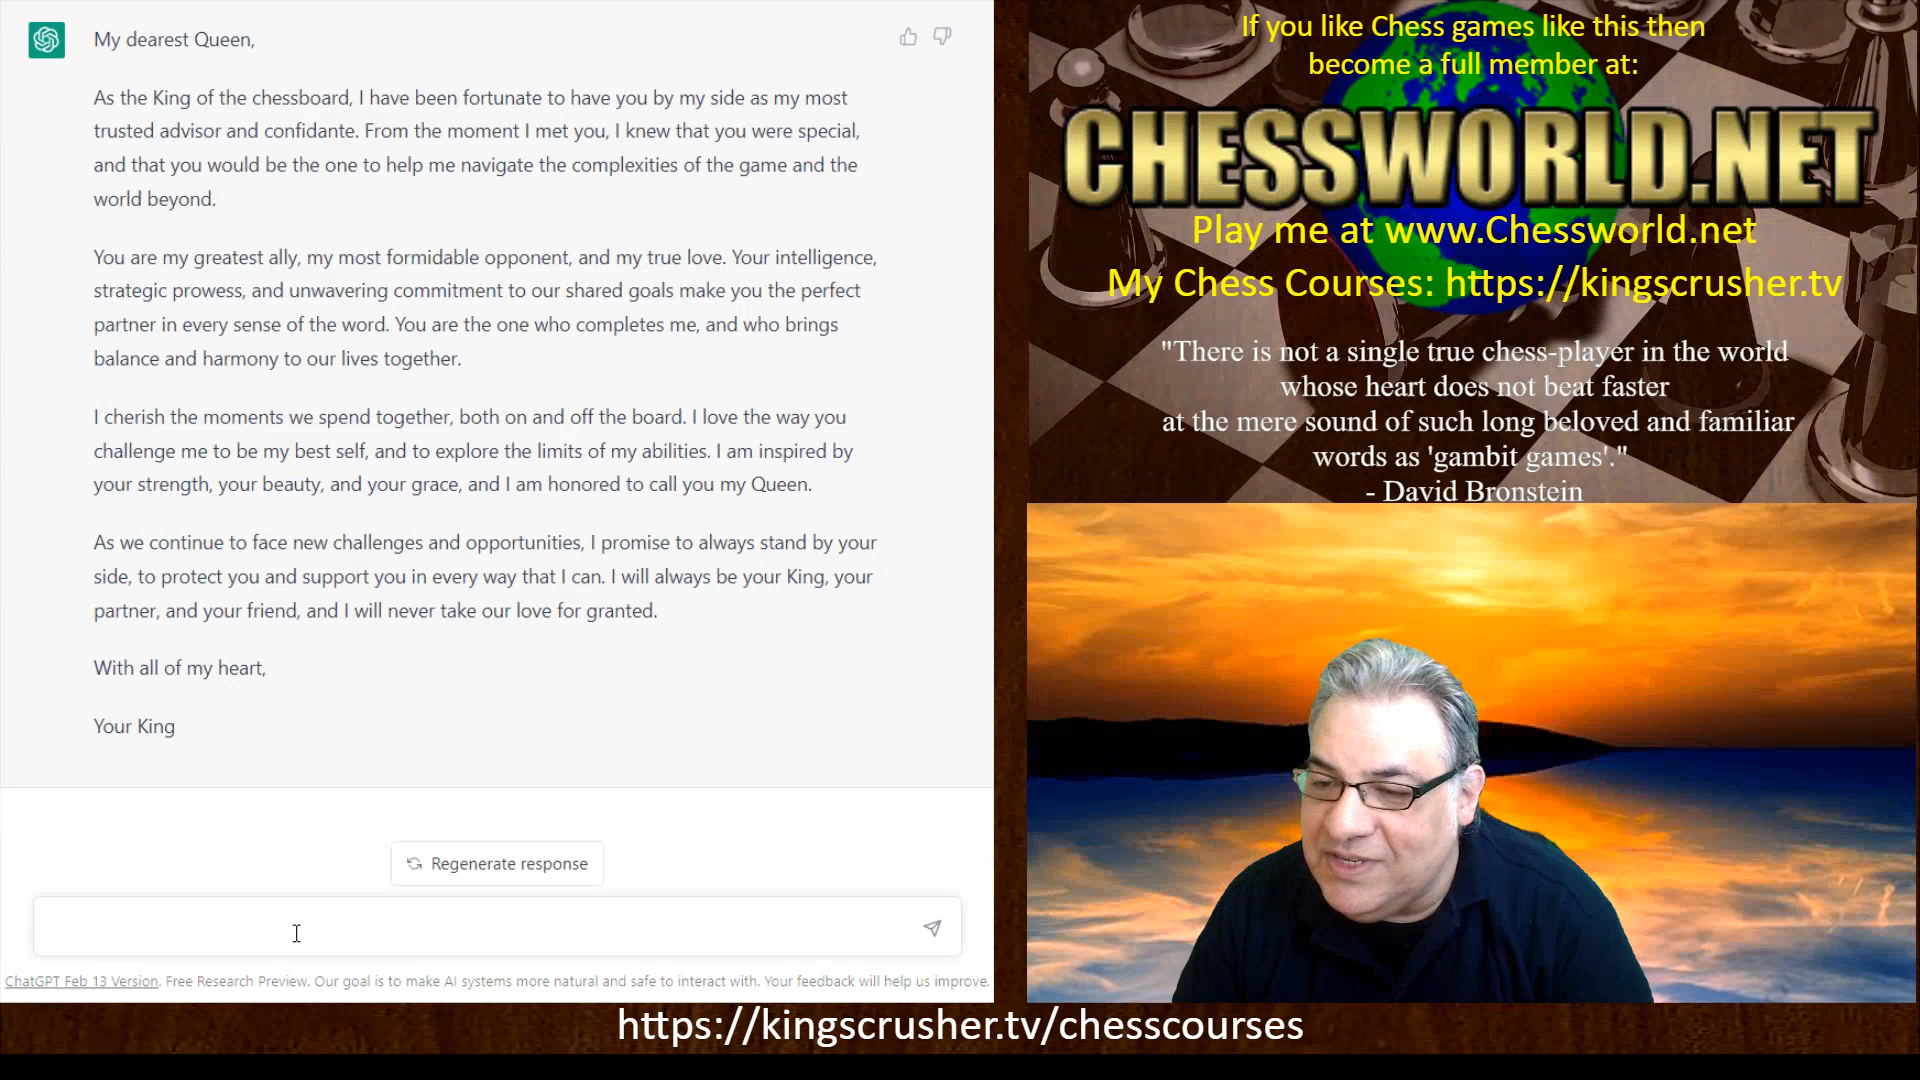 My dearest Queen,
As the King of the chessboard, I have been fortunate to have you by my side as my most
trusted advisor and confidante. From the moment I met you, I knew that you were special,
and that you would be the one to help me navigate the complexities of the game and the
world beyond.
You are my greatest ally, my most formidable opponent, and my true love. Your intelligence,
strategic prowess, and unwavering commitment to our shared goals make you the perfect
partner in every sense of the word. You are the one who completes me, and who brings
balance and harmony to our lives together.
I cherish the moments we spend together, both on and off the board. I love the way you
challenge me to be my best self, and to explore the limits of my abilities. I am inspired by
your strength, your beauty, and your grace, and I am honored to call you my Queen.
As we continue to face new challenges and opportunities, I promise to always stand by your
side, to protect you and support you in every way that I can. I will always be your King, your
partner, and your friend, and I will never take our love for granted.
With all of my heart,
Your King
Regenerate response
ChatGPT Feb 13 Version. Free Research Preview. Our goal is to make AI systems more natural and safe to interact with. Your feedback will help us improve.
If you like Chess games like this then
become a full member at:
CHESSWORLD.NET
Play me at www.Chessworld.net
My Chess Courses: https://kingscrusher.tv
"There is not a single true chess-player in the world
whose heart does not beat faster
at the mere sound of such long beloved and familiar
words as 'gambit games'."
- David Bronstein
https://kingscrusher.tv/chesscourses